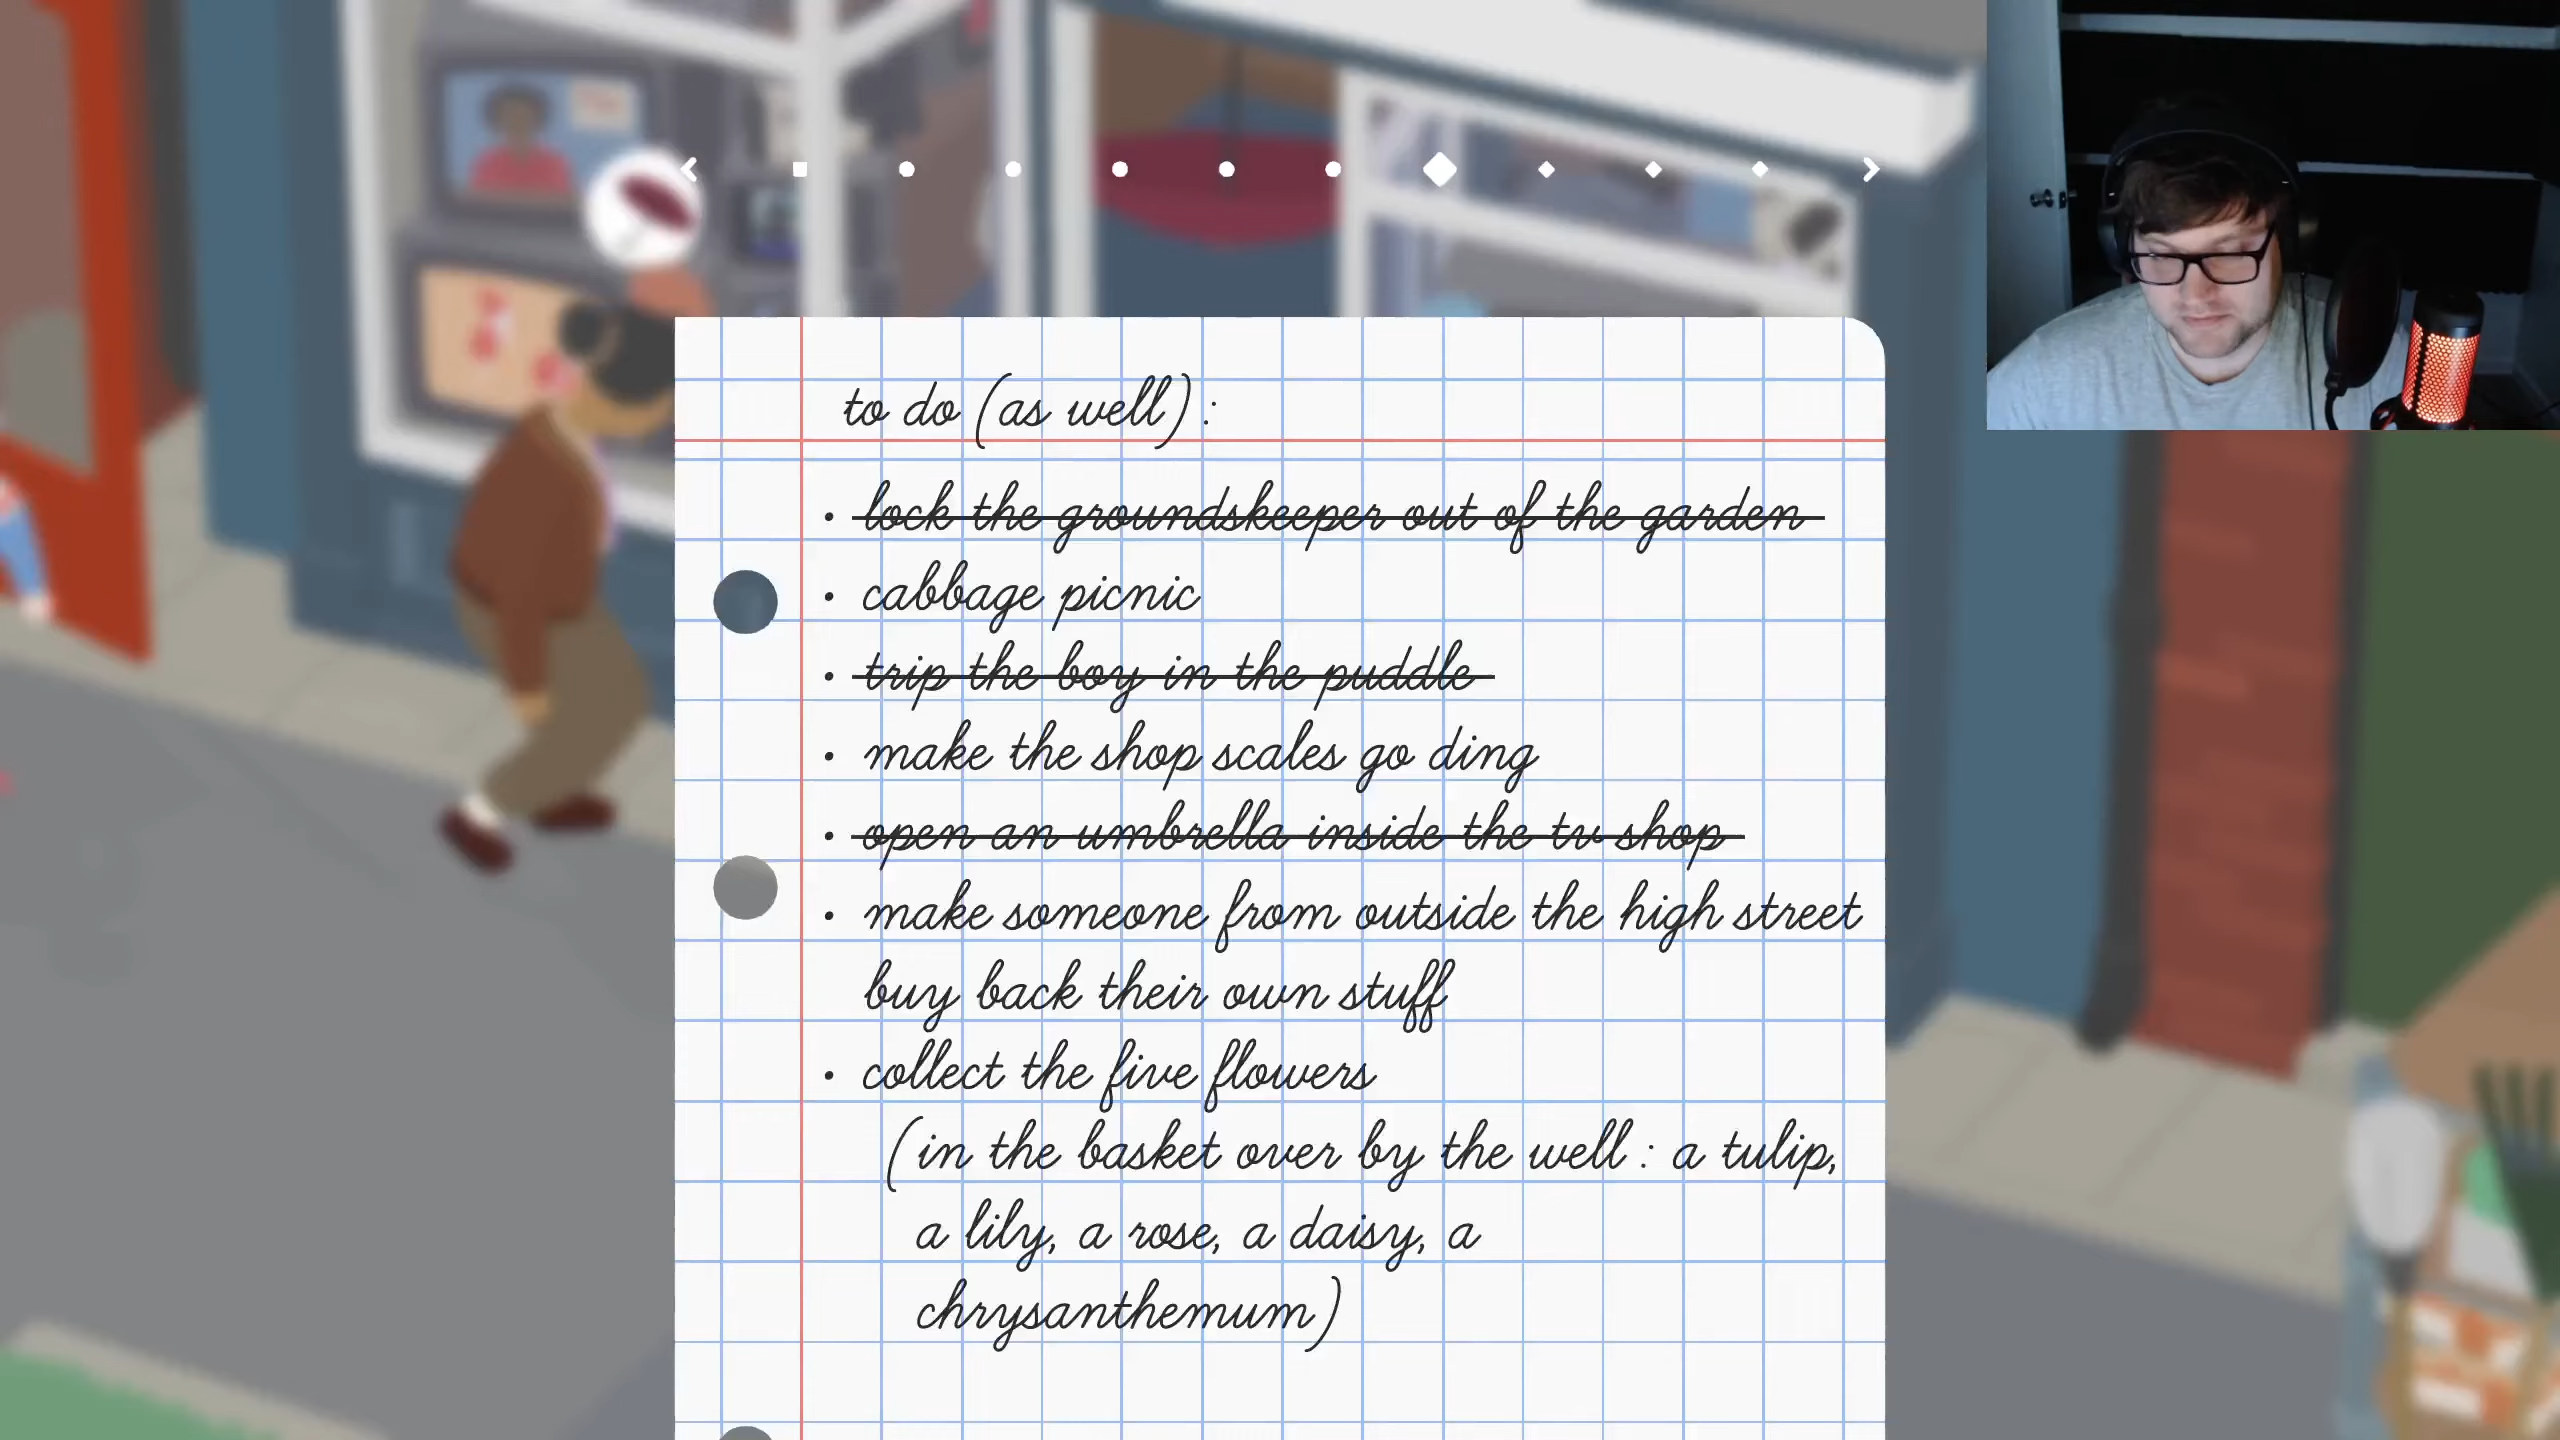 to do (as well) :
• lock the groundskeeper out of the garden
• cabbage picnic
• trip the boy in the puddle
• make the shop scales go ding
• open an umbrella inside the tv shop
• make someone from outside the high street
buy back their own stuff
• collect the five flowers
(in the basket over by the well : a tulip,
a lily, a rose, a daisy, a
chrysanthemum)